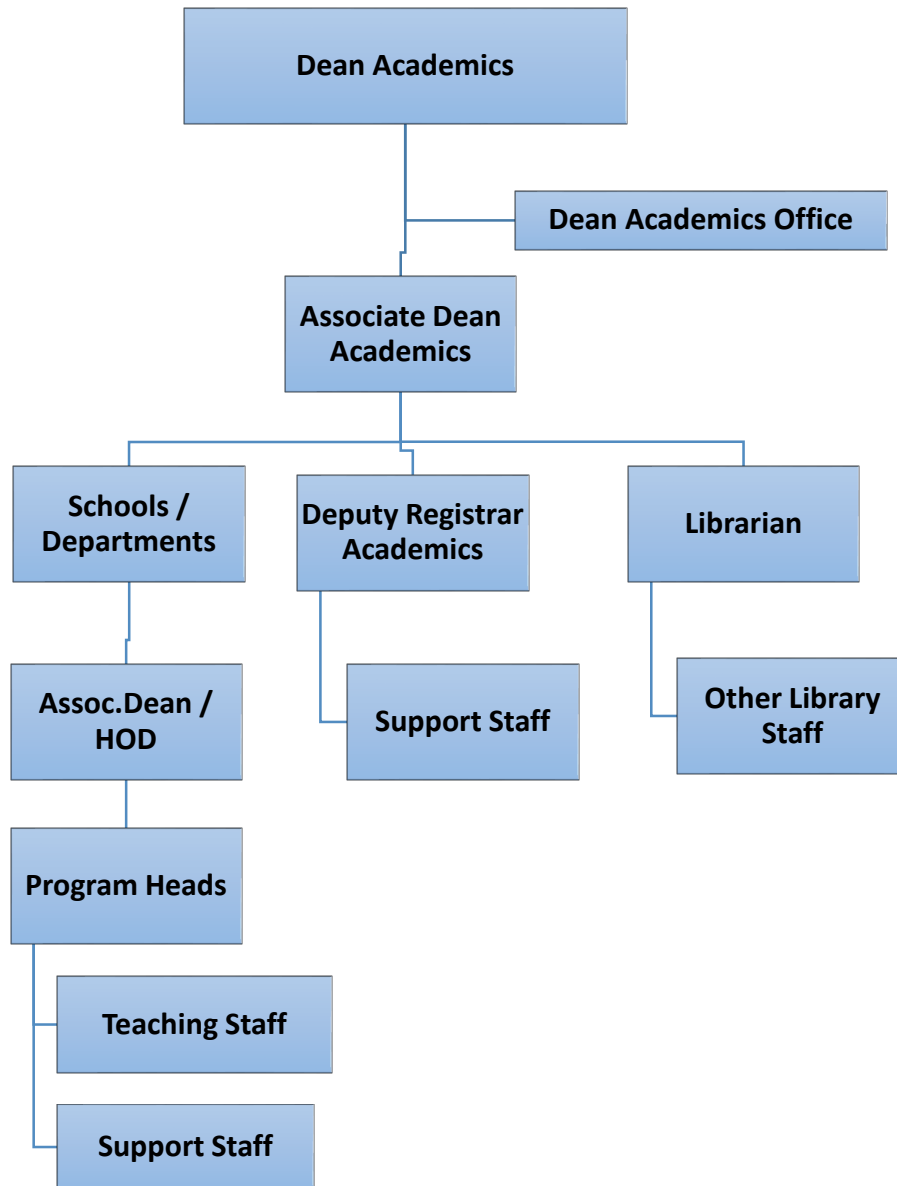 Dean Academics
Dean Academics Office
Associate Dean
Academics
Schools /
Departments
Deputy Registrar
Academics
Librarian
Assoc.Dean /
HOD
Support Staff
Other Library
Staff
Program Heads
Teaching Staff
Support Staff